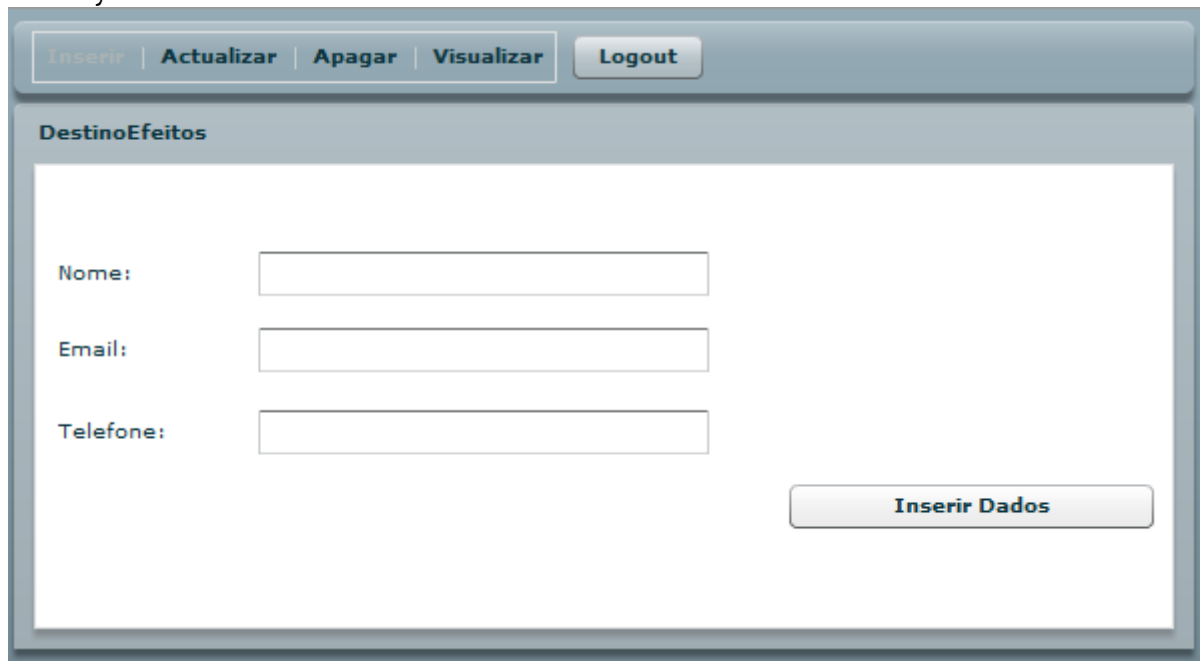 Inserir | Actualizar | Apagar | Visualizar Logout
DestinoEfeitos
Nome:
Email:
Telefone:
Inserir Dados